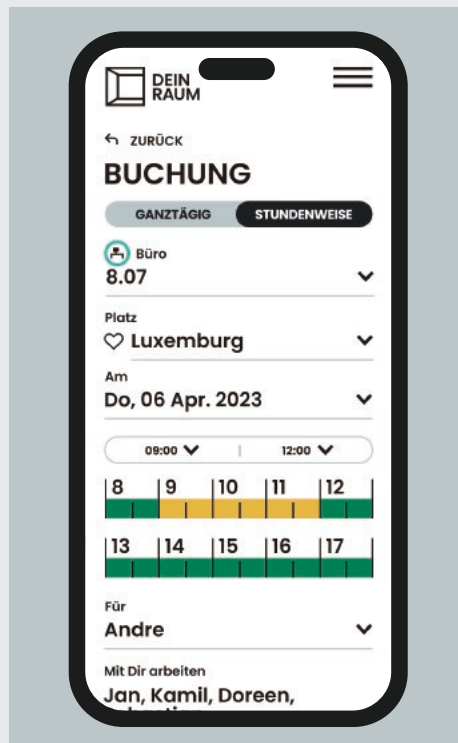 DEIN
RAUM
ZURÜCK
BUCHUNG
GANZTÄGIG STUNDENWEISE
Büro
8.07
Platz
Luxemburg
Am
Do, 06 Apr. 2023
09:00 | 12:00
8 9 10 11 12
13 14 15 16 17
Für
Andre
Mit Dir arbeiten
Jan, Kamil, Doreen,